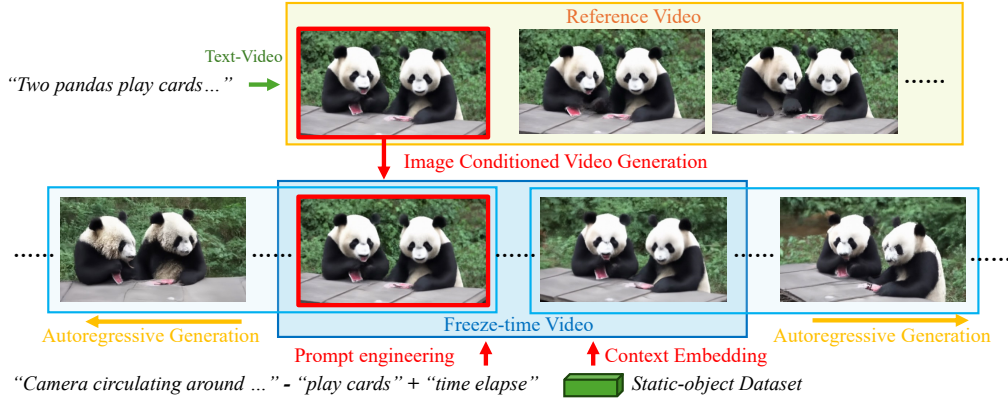 Reference Video
Text-Video
“Two pandas play cards…”
……
Image Conditioned Video Generation
…… …… …… …… ……
Autoregressive Generation
Freeze-time Video
Autoregressive Generation
Prompt engineering
Context Embedding
“Camera circulating around …” - “play cards” + “time elapse”
Static-object Dataset